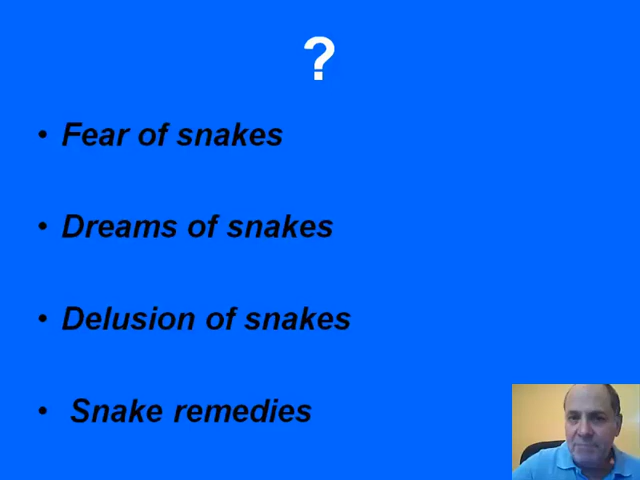 ?
• Fear of snakes
• Dreams of snakes
• Delusion of snakes
• Snake remedies